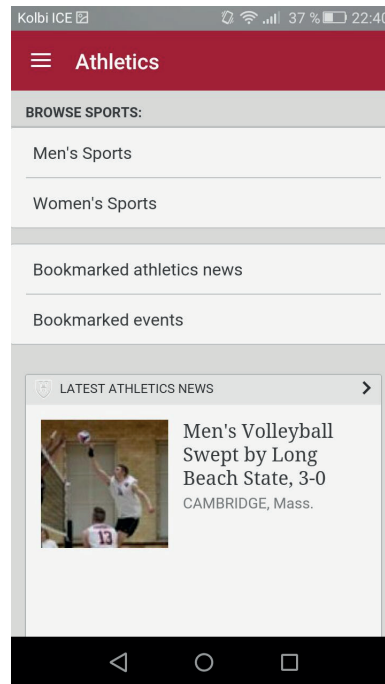 Kolbi ICE 37 % 22:40
Athletics
BROWSE SPORTS:
Men's Sports
Women's Sports
Bookmarked athletics news
Bookmarked events
LATEST ATHLETICS NEWS
Men's Volleyball
Swept by Long
Beach State, 3-0
CAMBRIDGE, Mass.
13